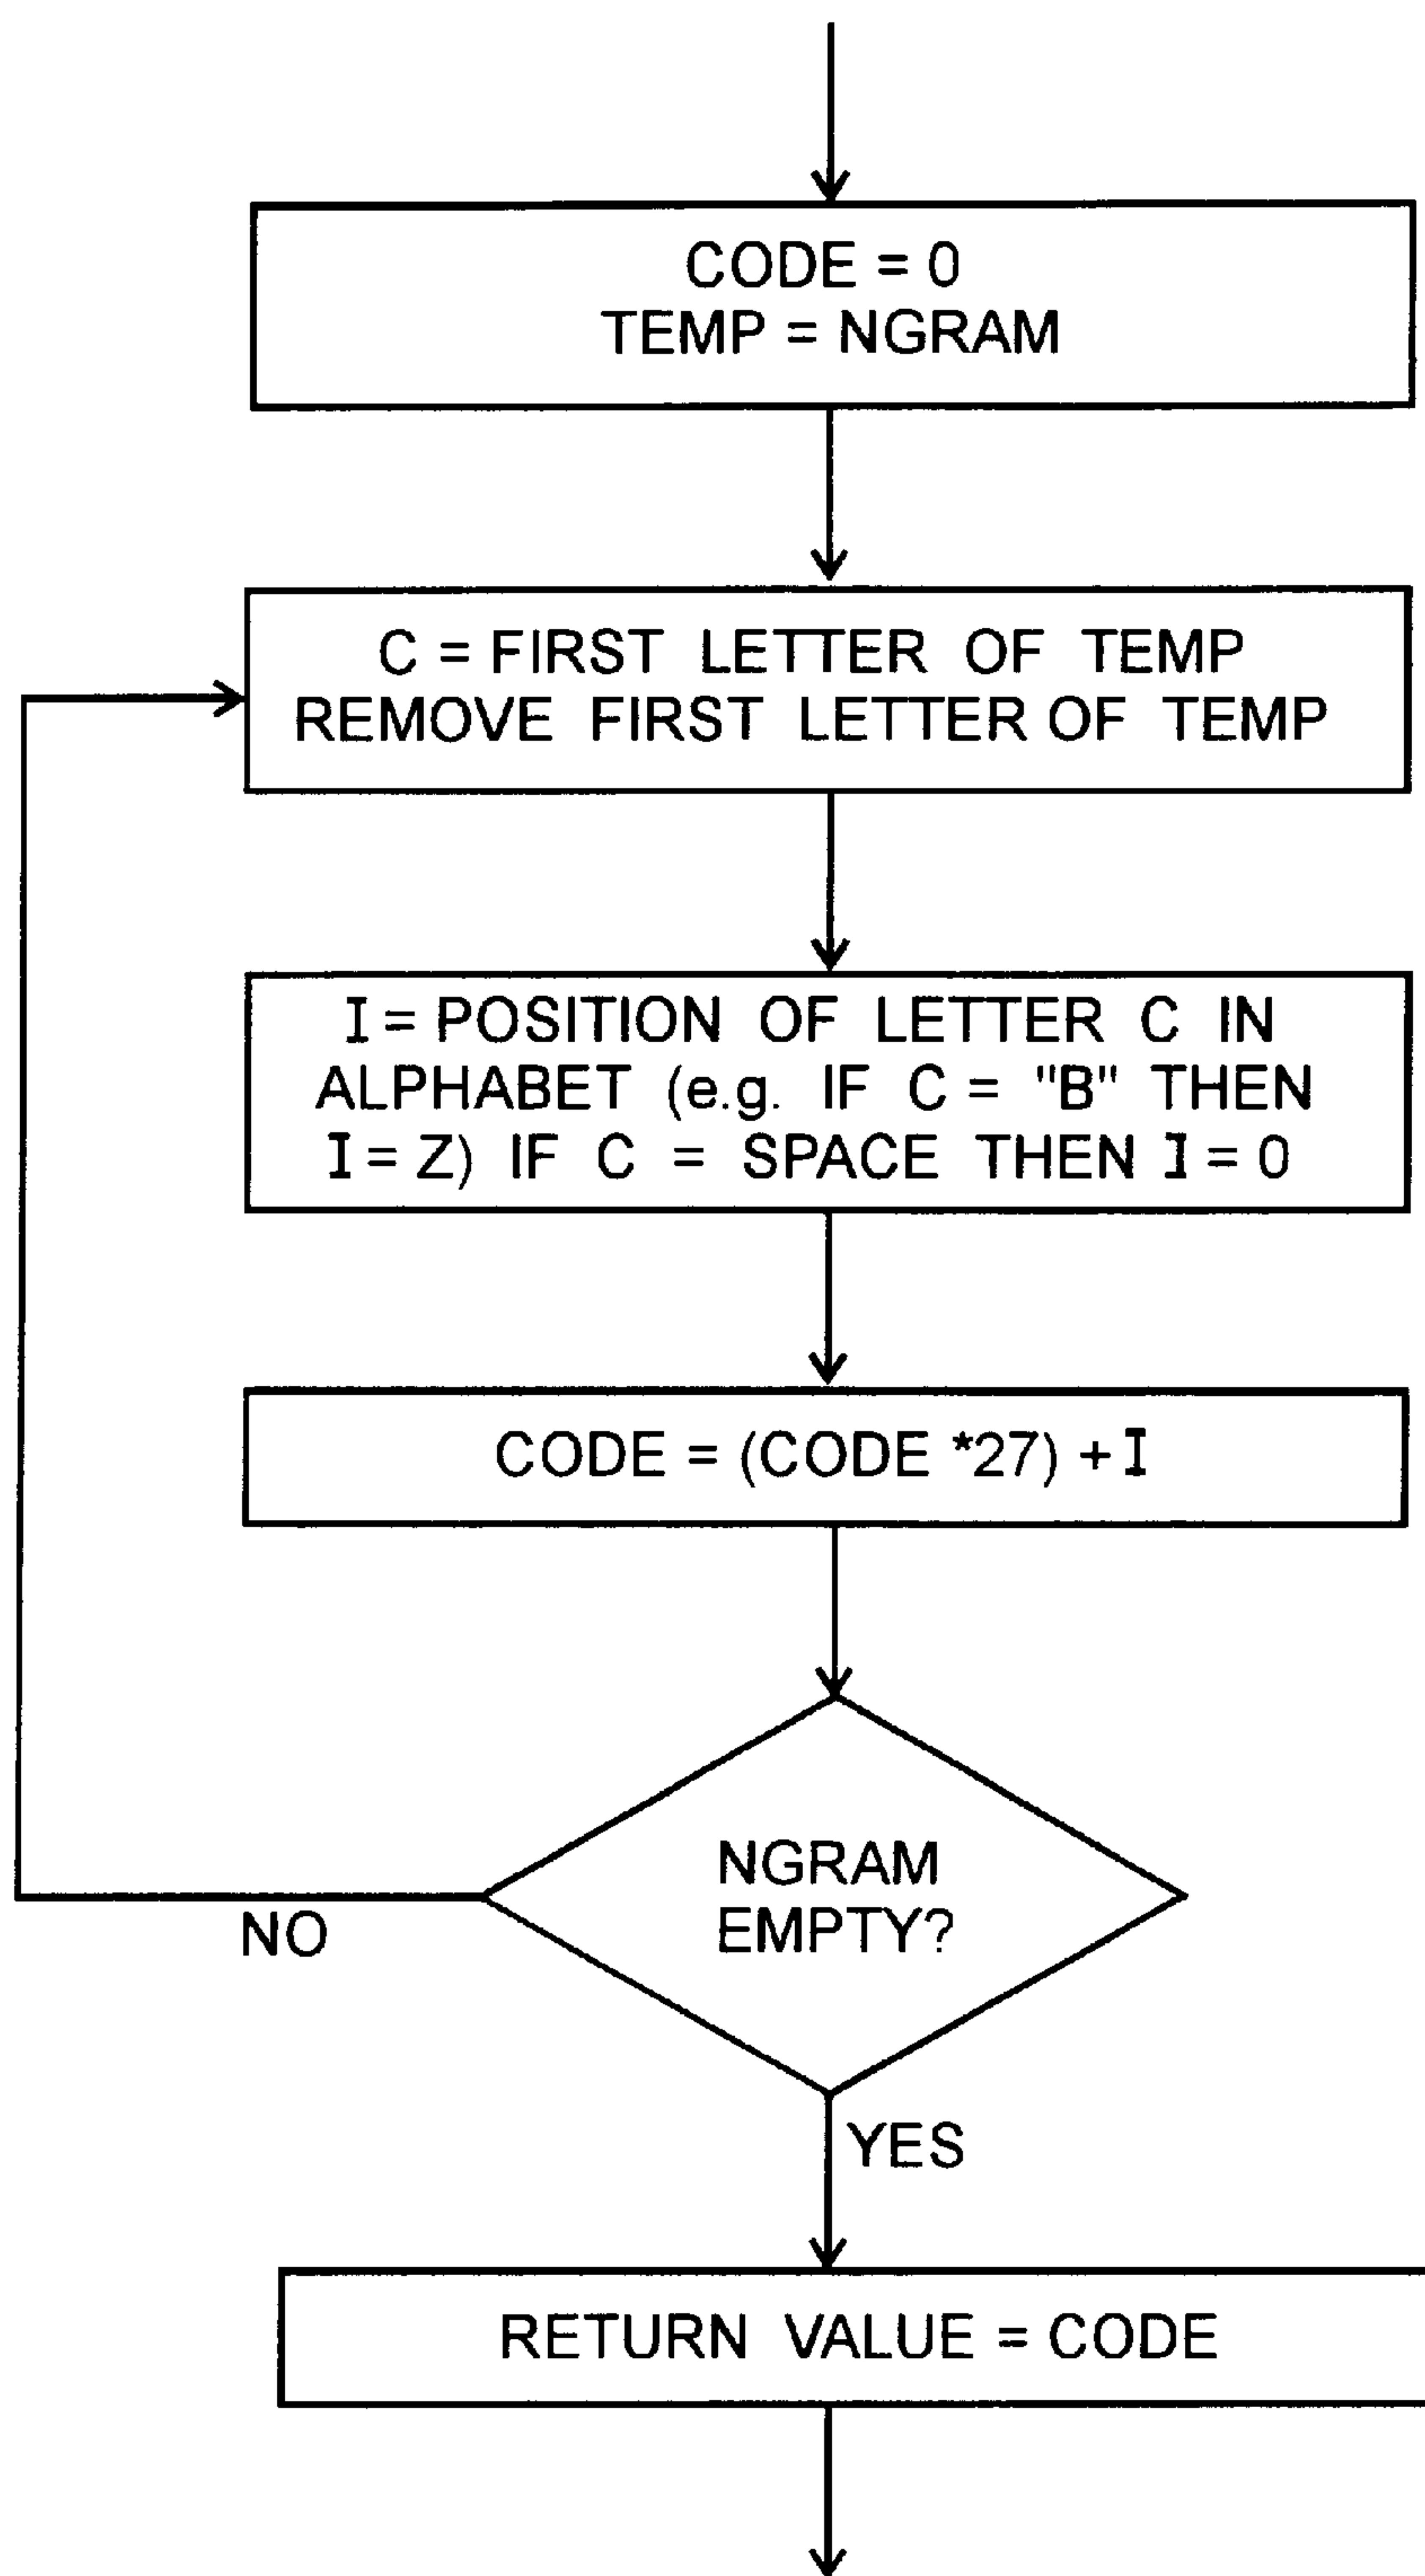 CODE = 0
TEMP = NGRAM
C = FIRST LETTER OF TEMP
REMOVE FIRST LETTER OF TEMP
I = POSITION OF LETTER C IN
ALPHABET (e.g. IF C = "B" THEN
I = Z) IF C = SPACE THEN I = 0
CODE = (CODE *27) + I
NGRAM
EMPTY?
NO
YES
RETURN VALUE = CODE